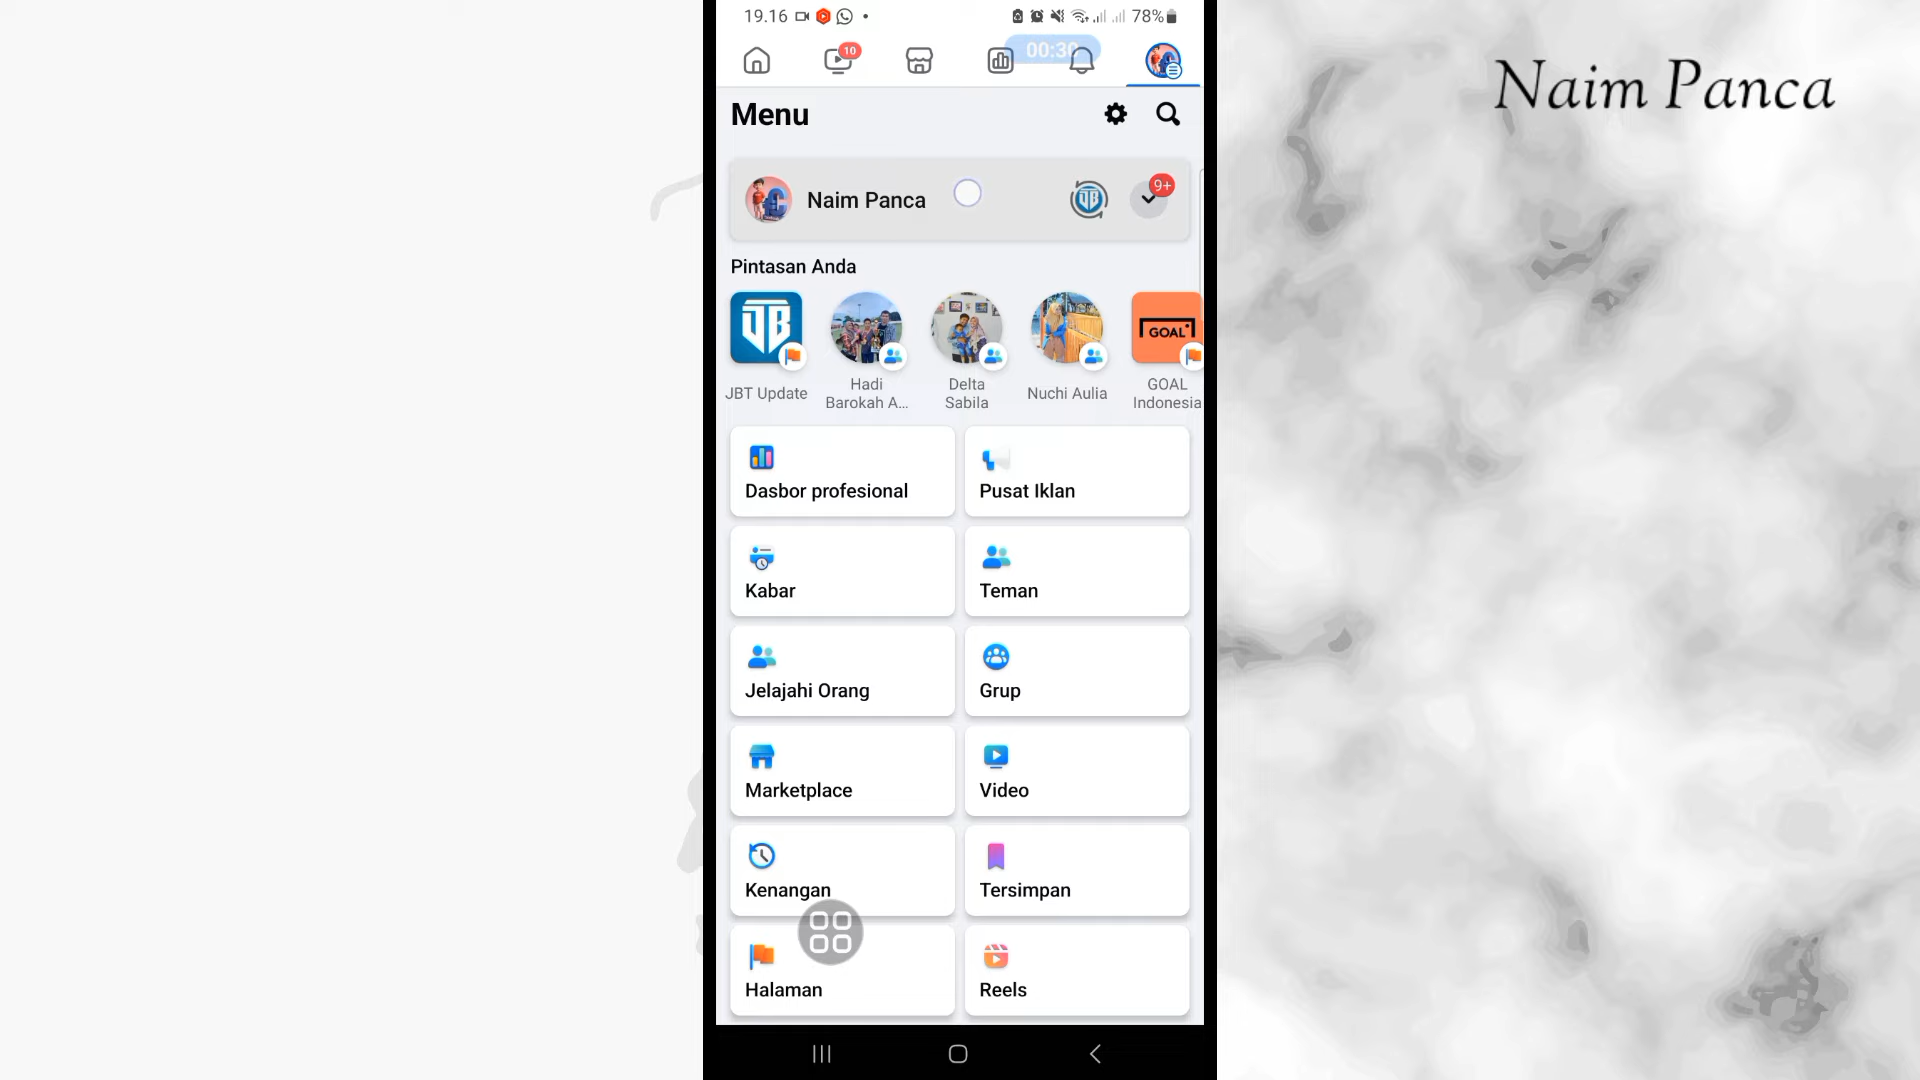 19.16
78%
10
00:30
Menu
Naim Panca
Naim Panca
9+
Pintasan Anda
JB
GOAL
JBT Update
Hadi
Barokah A...
Delta
Sabila
Nuchi Aulia
GOAL
Indonesia
Dasbor profesional
Pusat Iklan
Kabar
Teman
Jelajahi Orang
Grup
Marketplace
Video
Kenangan
Tersimpan
Halaman
Reels